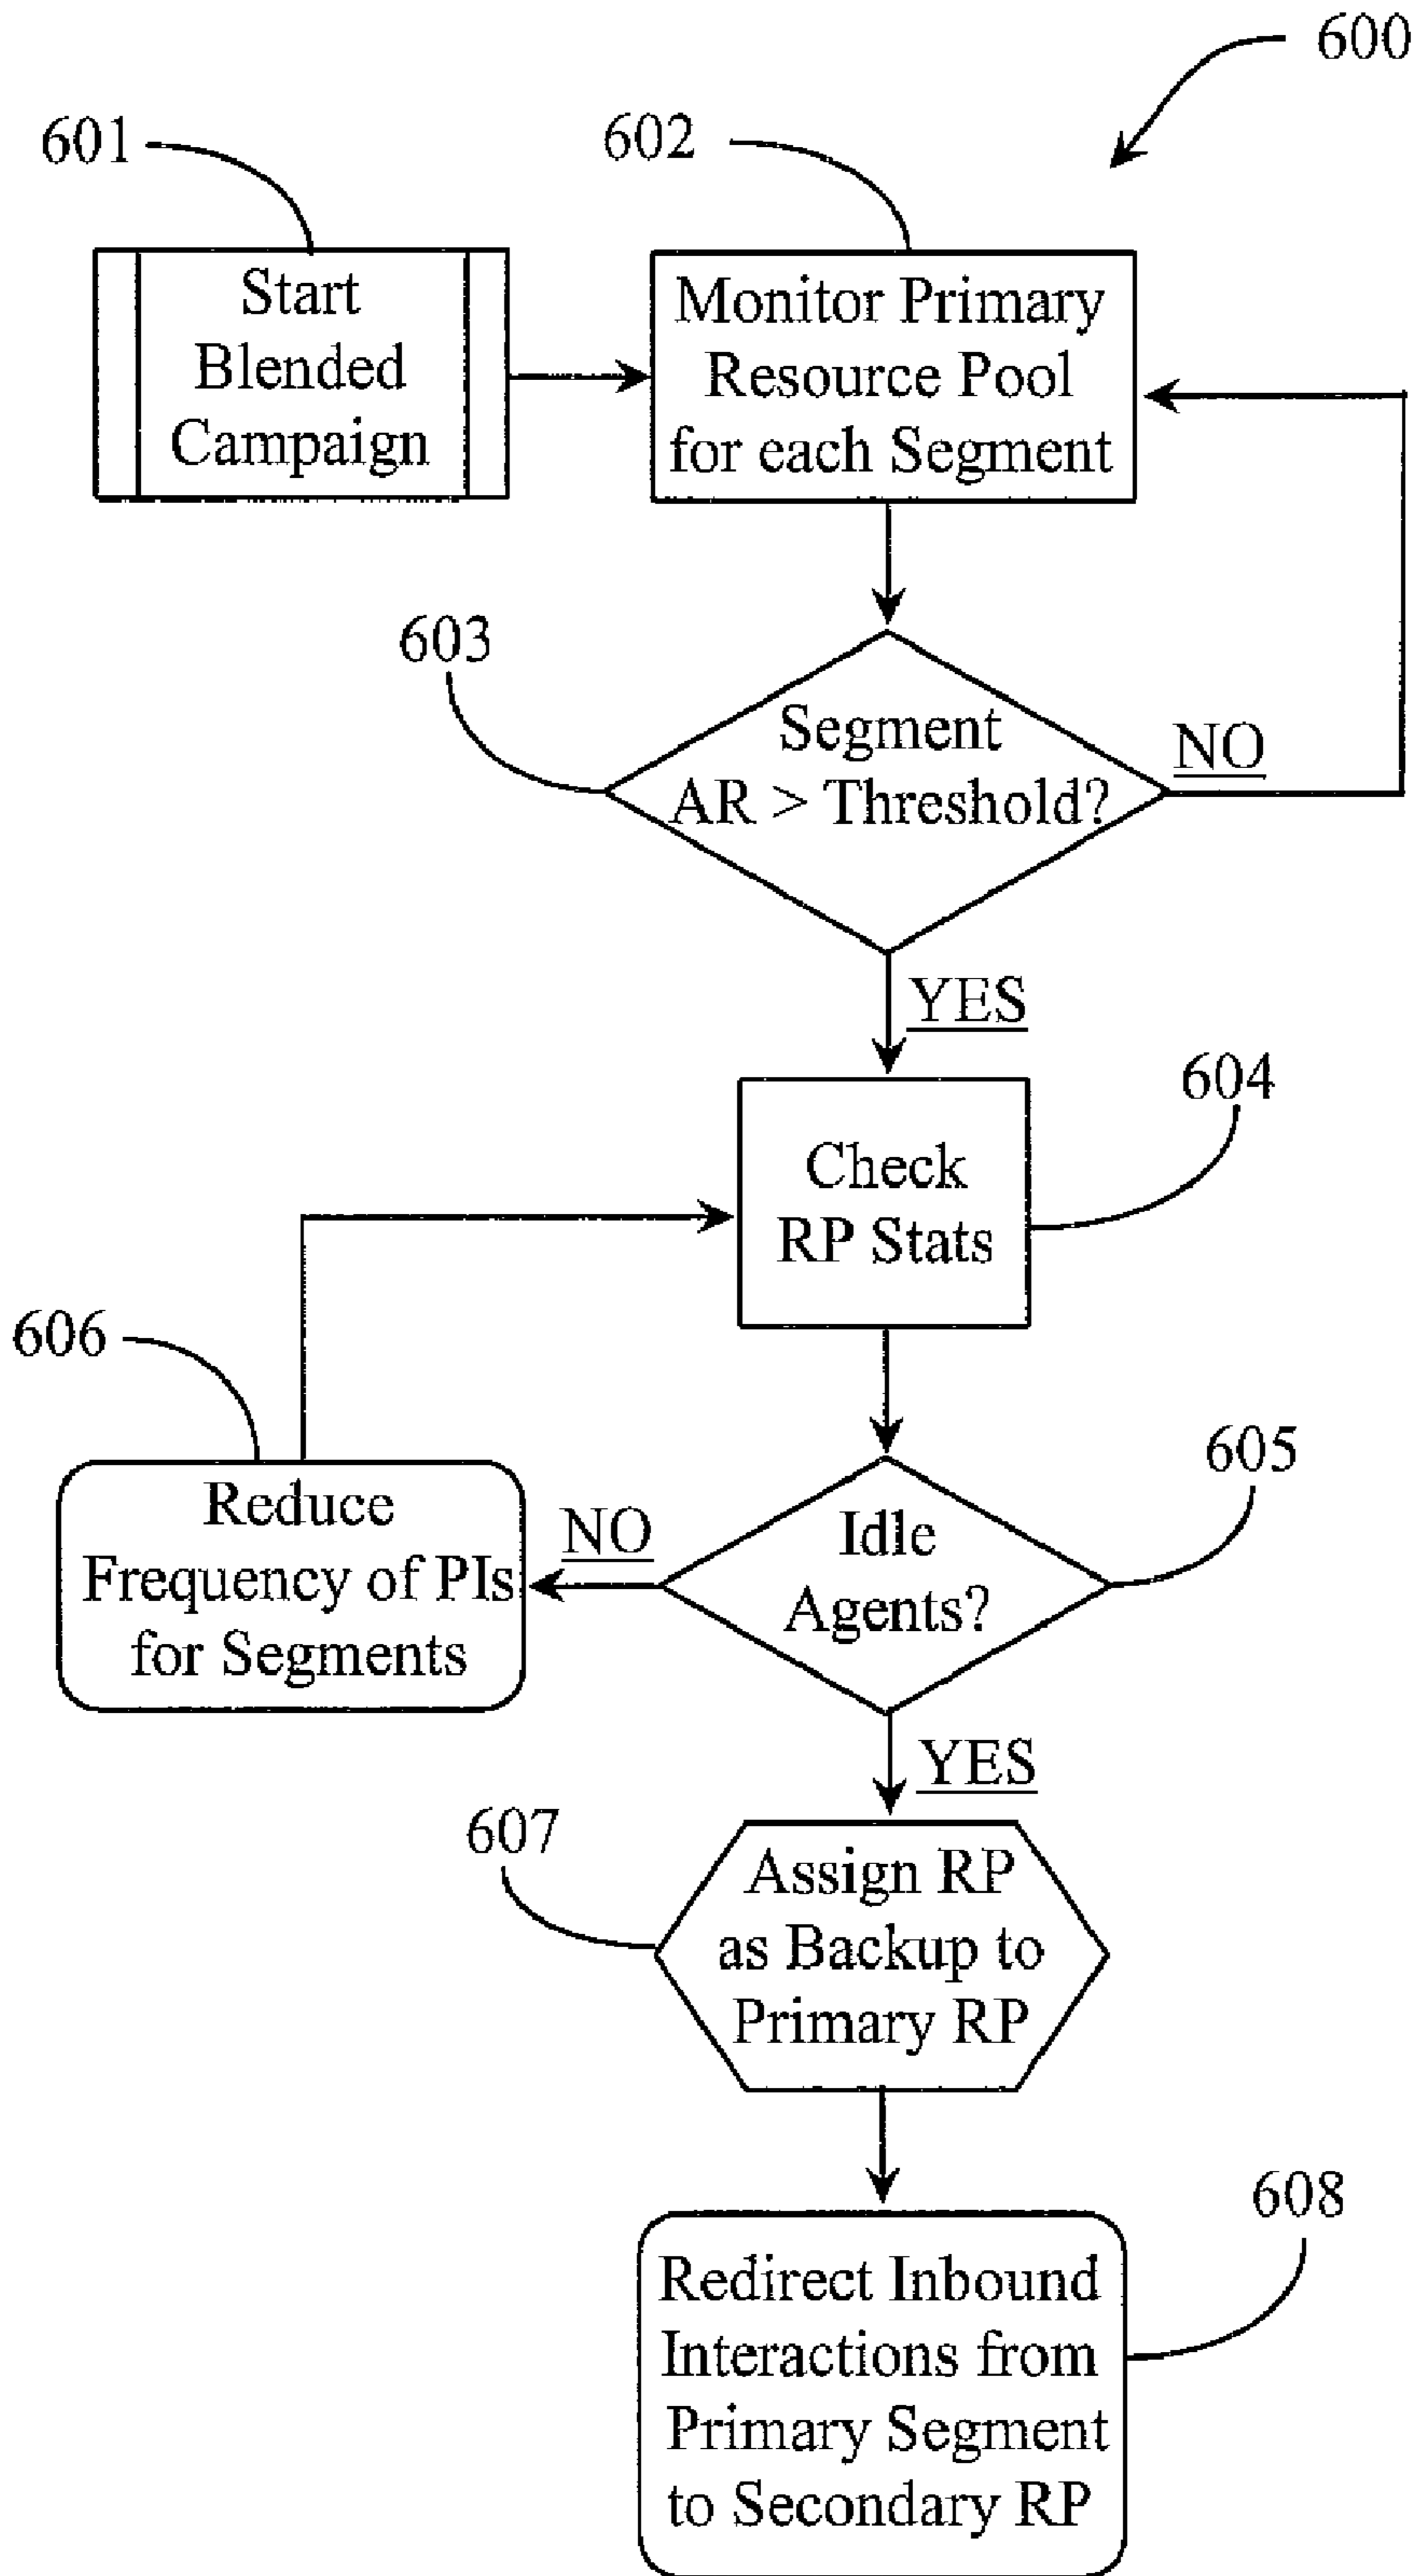 600
601
602
Start
Blended
Campaign
Monitor Primary
Resource Pool
for each Segment
603
Segment
AR > Threshold?
NO
YES
604
Check
RP Stats
606
Reduce
Frequency of PIs
for Segments
NO
605
Idle
Agents?
YES
607
Assign RP
as Backup to
Primary RP
608
Redirect Inbound
Interactions from
Primary Segment
to Secondary RP